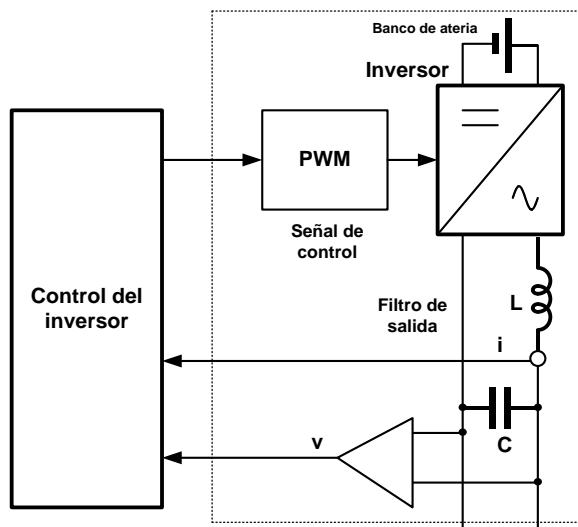 Banco de ateria
Inversor
PWM
Señal de
control
Control del
inversor
Filtro de
salida
L
i
C
v